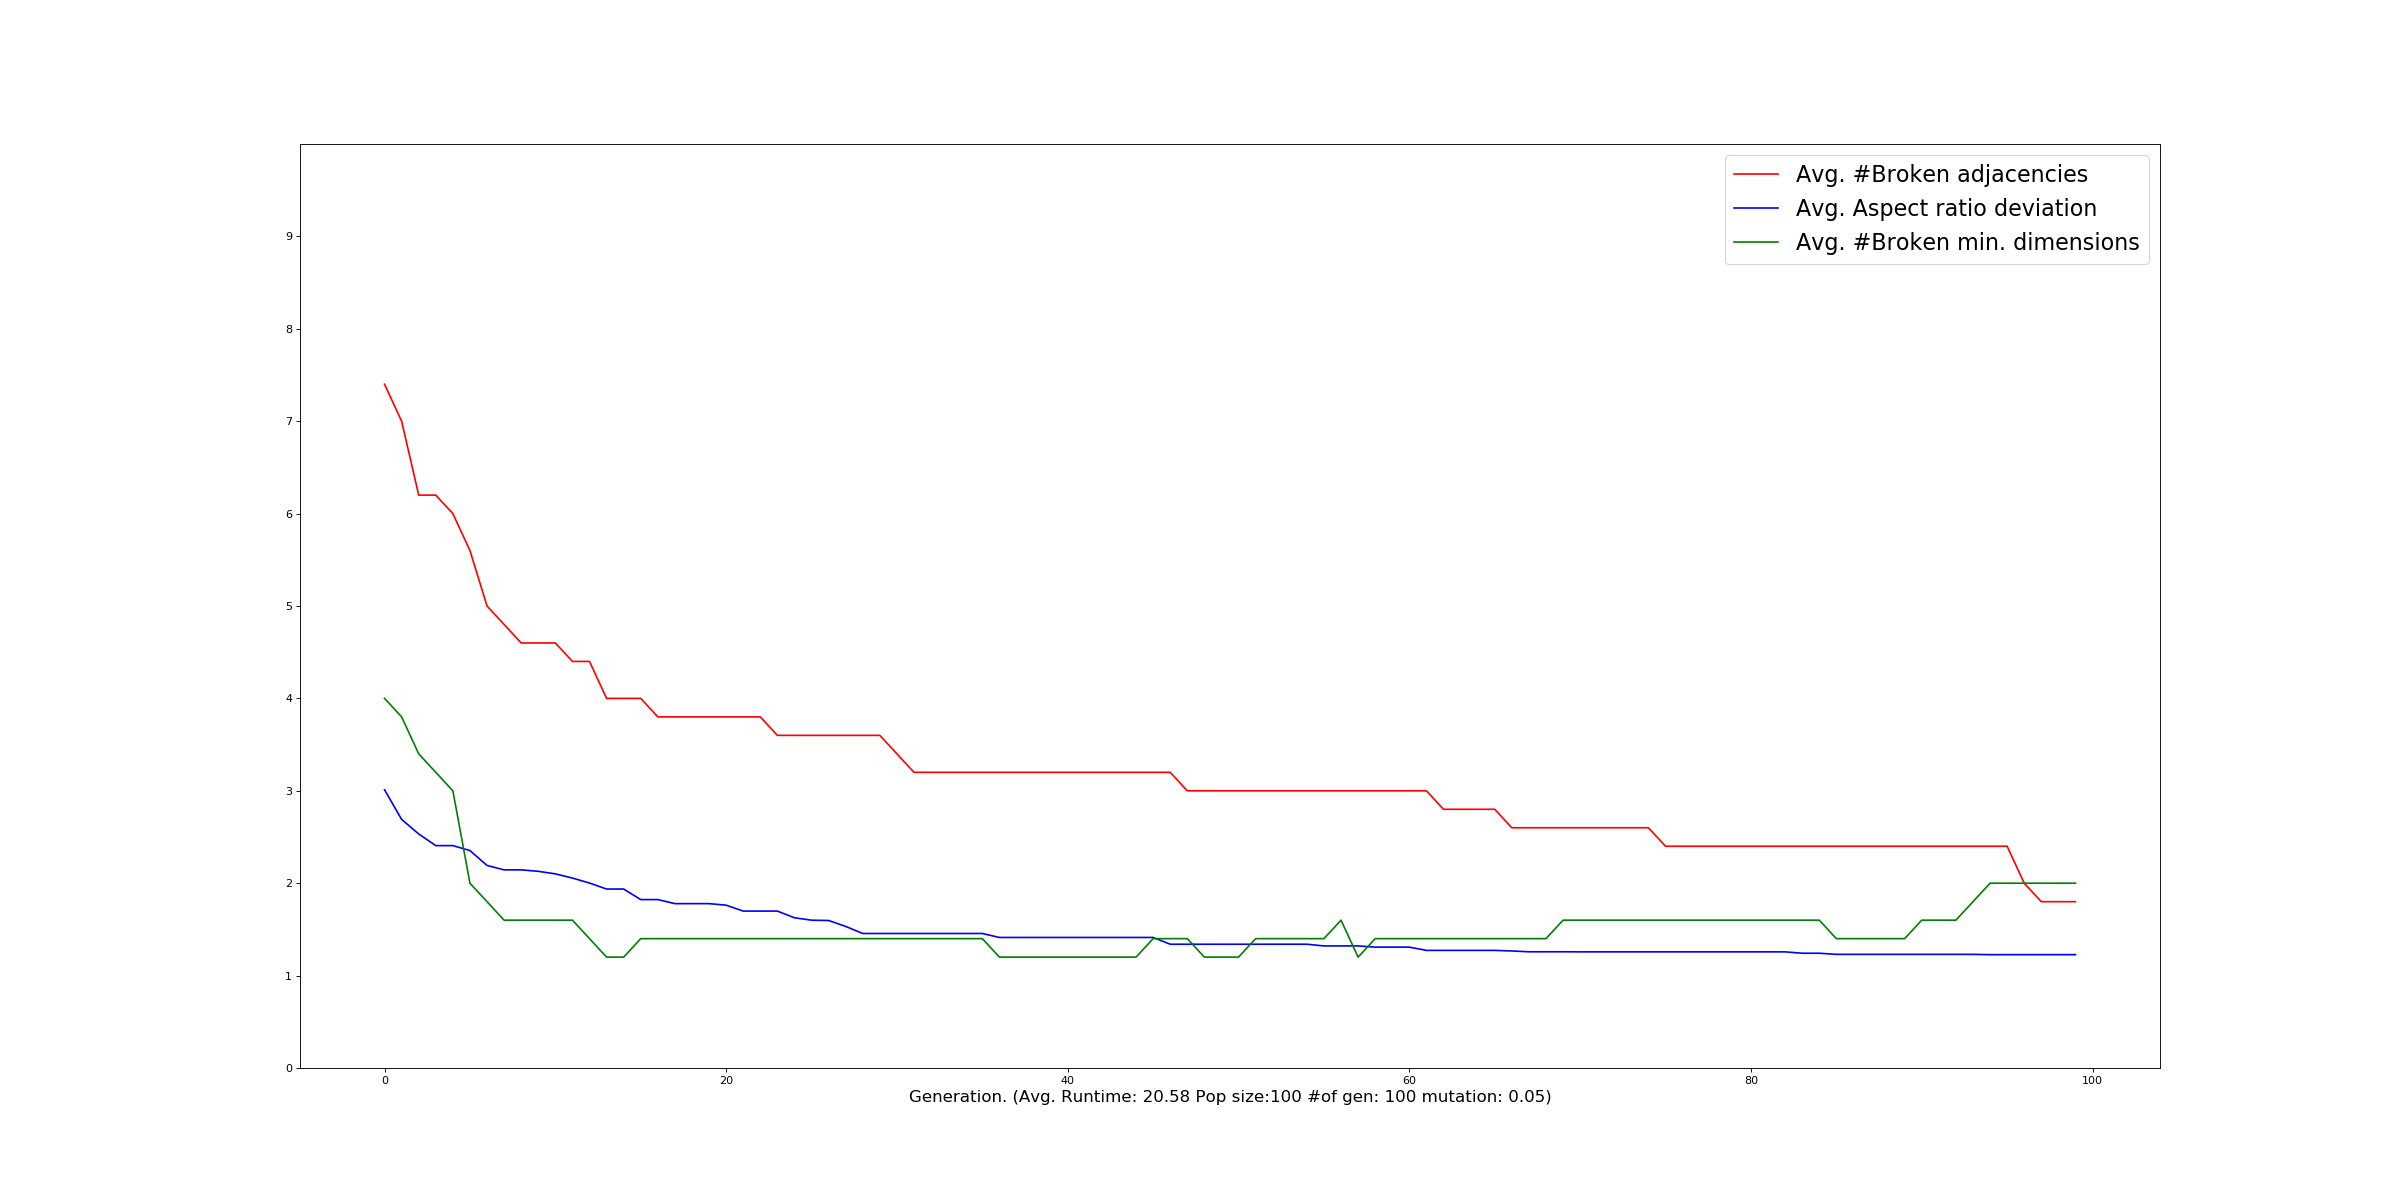 Avg. #Broken adjacencies
Avg. Aspect ratio deviation
Avg. #Broken min. dimensions
9
8
7
6
5
4
3
2
1
0
0 20 40 60 80 100
Generation. (Avg. Runtime: 20.58 Pop size:100 #of gen: 100 mutation: 0.05)